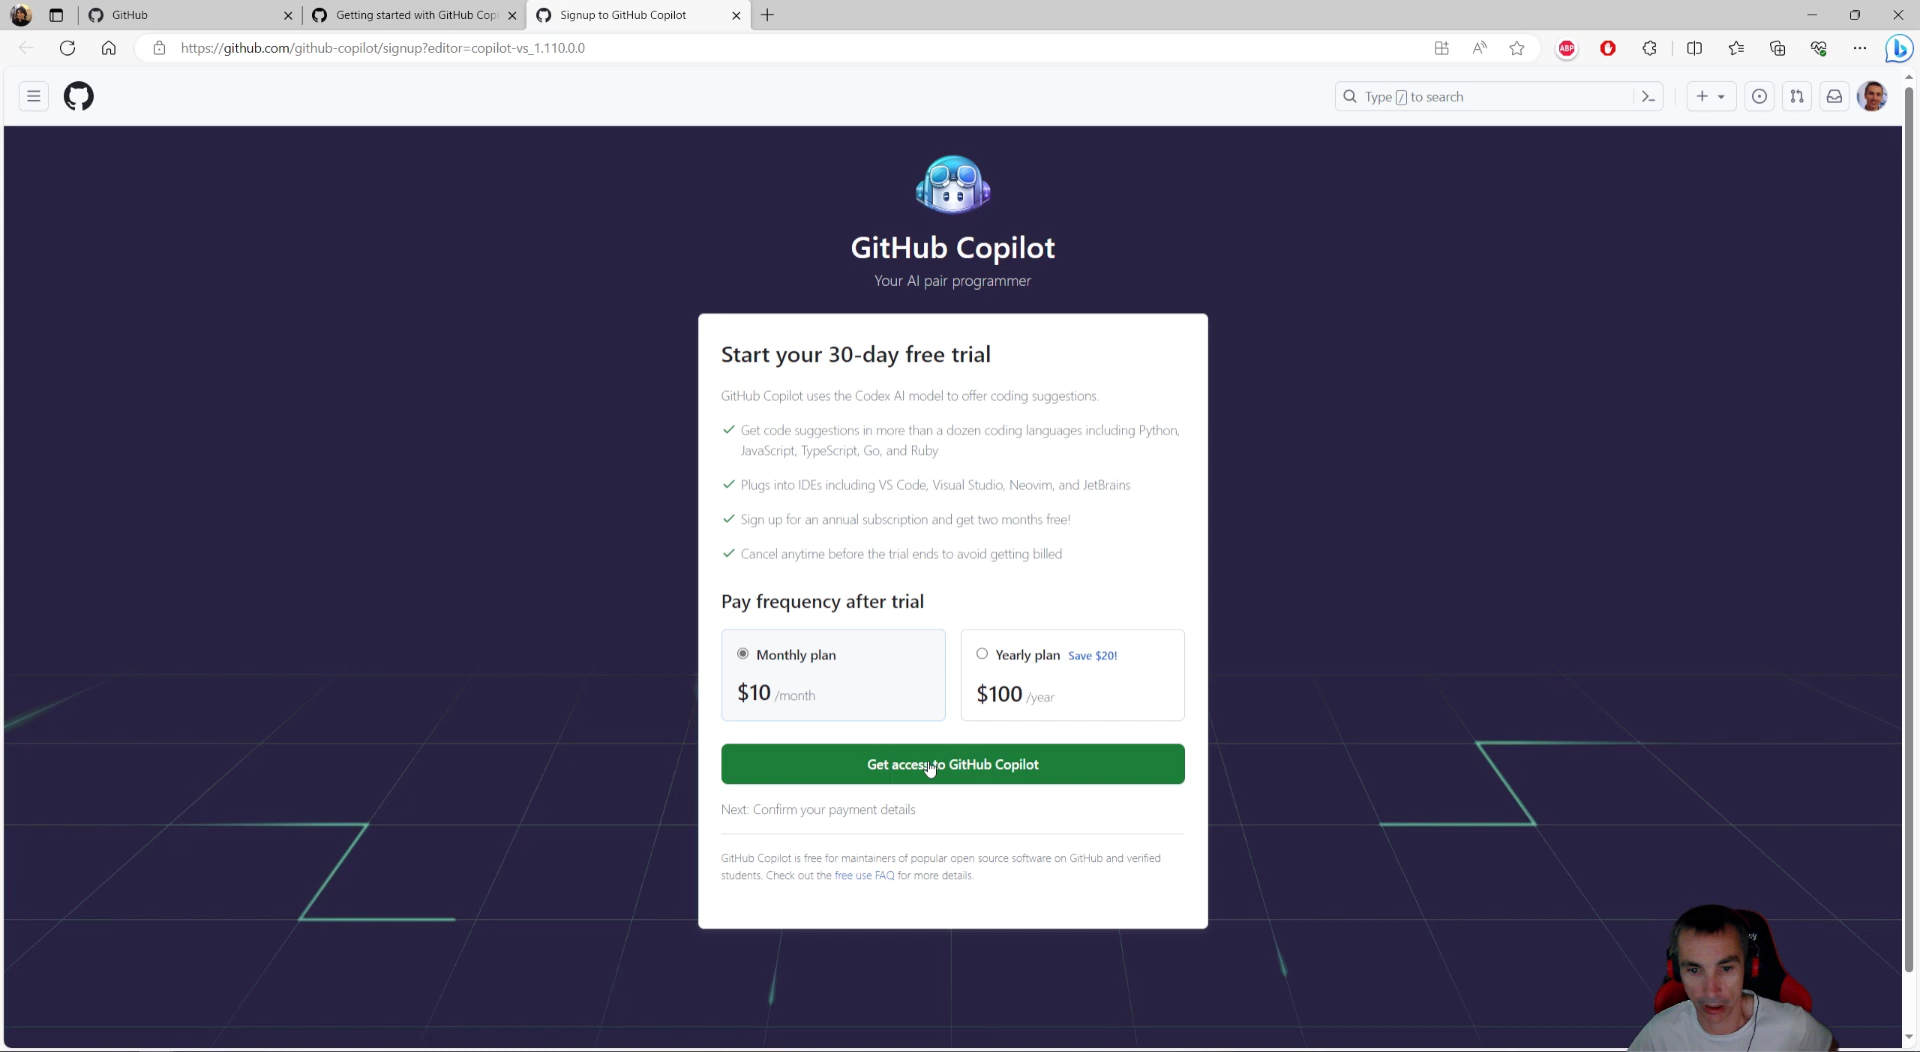 GitHub
Getting started with GitHub Cop
Signup to GitHub Copilot
https://github.com/github-copilot/signup?editor=copilot-vs_1.110.0.0
ABP
Type / to search
GitHub Copilot
Your AI pair programmer
Start your 30-day free trial
GitHub Copilot uses the Codex AI model to offer coding suggestions.
Get code suggestions in more than a dozen coding languages including Python,
JavaScript, TypeScript, Go, and Ruby
Plugs into IDEs including VS Code, Visual Studio, Neovim, and JetBrains
Sign up for an annual subscription and get two months free!
Cancel anytime before the trial ends to avoid getting billed
Pay frequency after trial
Monthly plan
$10 /month
Yearly plan Save $20!
$100 /year
Get access to GitHub Copilot
Next: Confirm your payment details
GitHub Copilot is free for maintainers of popular open source software on GitHub and verified
students. Check out the free use FAQ for more details.